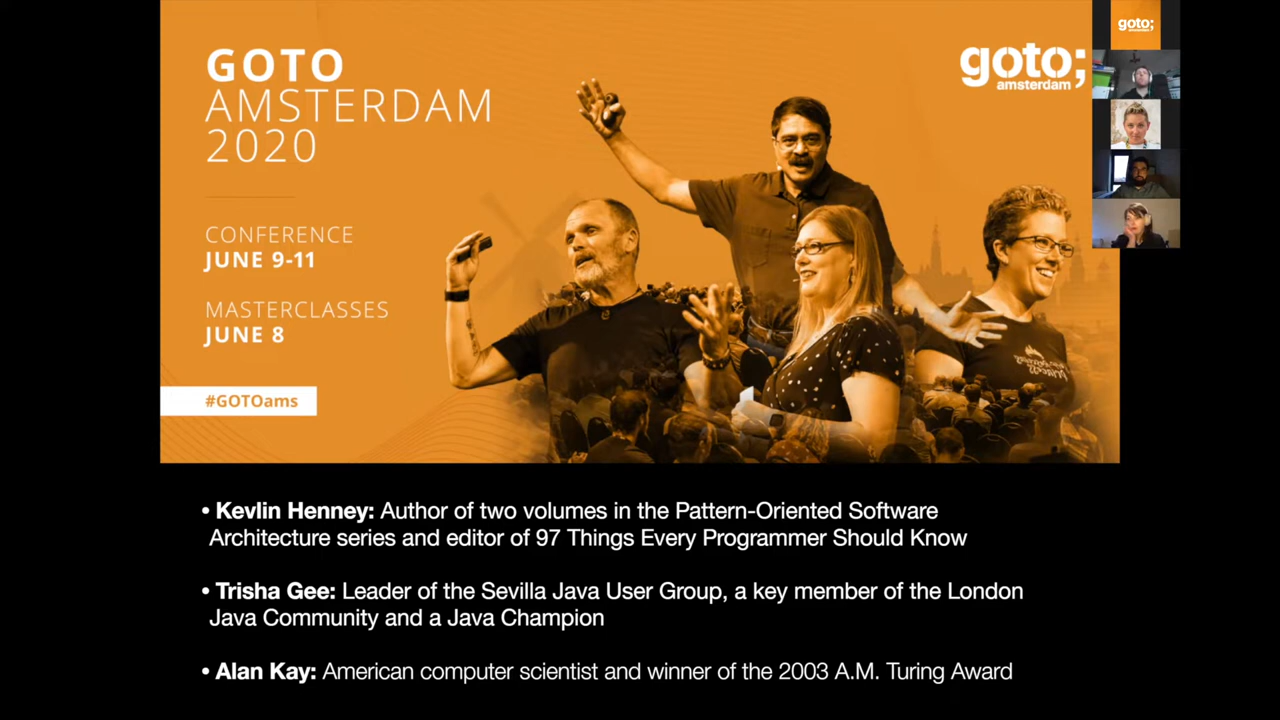 GOTO
AMSTERDAM
2020
CONFERENCE
JUNE 9-11
MASTERCLASSES
JUNE 8
#GOTOams
goto;
amsterdam
goto;
amsterdam
• Kevlin Henney: Author of two volumes in the Pattern-Oriented Software
Architecture series and editor of 97 Things Every Programmer Should Know
• Trisha Gee: Leader of the Sevilla Java User Group, a key member of the London
Java Community and a Java Champion
• Alan Kay: American computer scientist and winner of the 2003 A.M. Turing Award